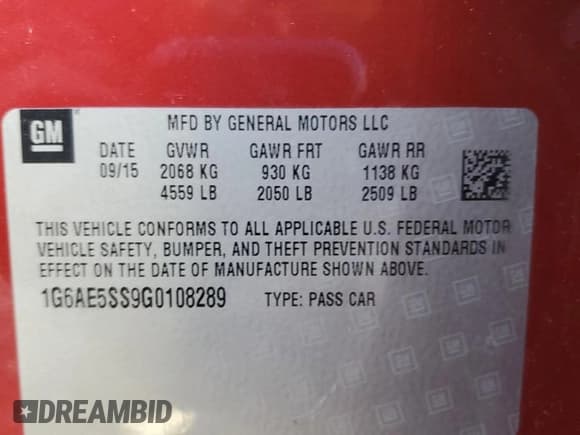 GM
MFD BY GENERAL MOTORS LLC
DATE GVWR GAWR FRT GAWR RR
09/15 2068 KG 930 KG 1138 KG
4559 LB 2050 LB 2509 LB
THIS VEHICLE CONFORMS TO ALL APPLICABLE U.S. FEDERAL MOTOR
VEHICLE SAFETY, BUMPER, AND THEFT PREVENTION STANDARDS IN
EFFECT ON THE DATE OF MANUFACTURE SHOWN ABOVE.
1G6AE5SS9G0108289 TYPE: PASS CAR
DREAMBID